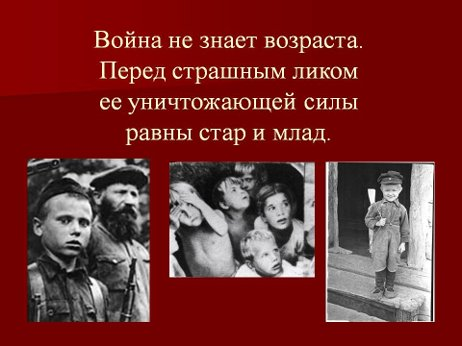 Война не знает возраста.
Перед страшным ликом
ее уничтожающей силы
равны стар и млад.